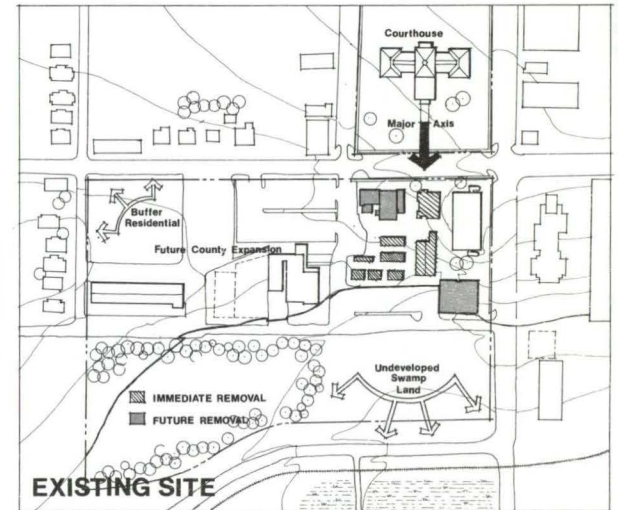 Courthouse
Major Axis
Buffer
Residential
Future County Expansion
Undeveloped
Swamp
Land
IMMEDIATE REMOVAL
FUTURE REMOVAL
EXISTING SITE